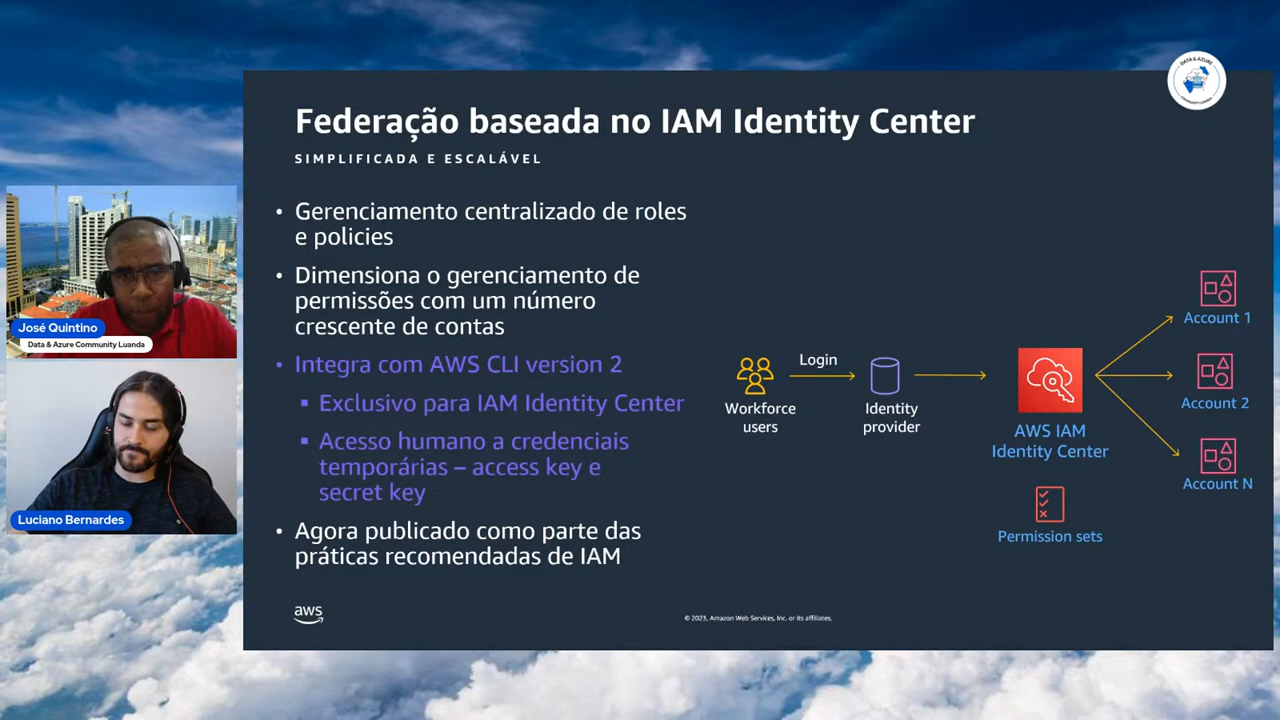 DATA & AZURE
COMMUNITY LUANDA
Federação baseada no IAM Identity Center
SIMPLIFICADA E ESCALÁVEL
• Gerenciamento centralizado de roles
e policies
• Dimensiona o gerenciamento de
permissões com um número
crescente de contas
• Integra com AWS CLI version 2
▪ Exclusivo para IAM Identity Center
▪ Acesso humano a credenciais
temporárias – access key e
secret key
• Agora publicado como parte das
práticas recomendadas de IAM
Login
Workforce
users
Identity
provider
AWS IAM
Identity Center
Permission sets
Account 1
Account 2
Account N
José Quintino
Data & Azure Community Luanda
Luciano Bernardes
aws
© 2023, Amazon Web Services, Inc. or its affiliates.